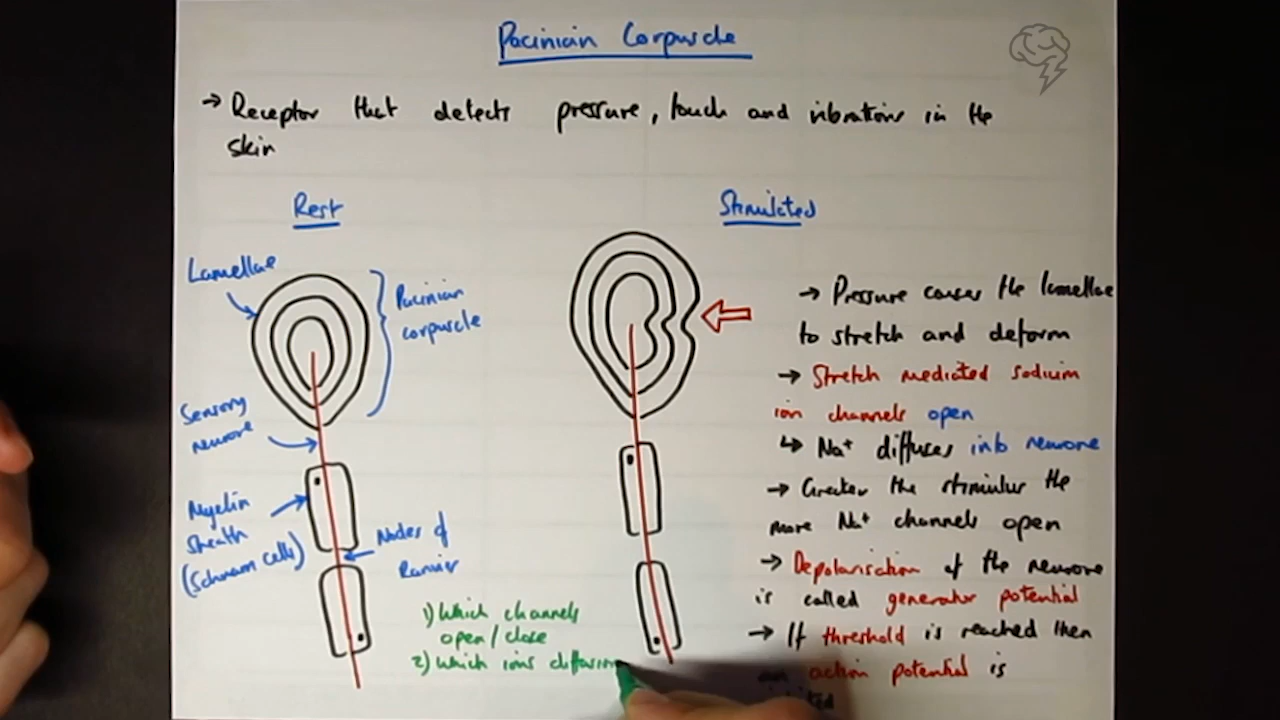 Pacinian Corpuscle
→ Receptor that detects pressure, touch and vibrations in the
skin
Rest
Stimulated
Lamellae
Pacinian
corpuscle
Sensory
neurone
Myelin
Sheath
(Schwann cells)
Nodes of
Ranvier
→ Pressure causes the lamellae
to stretch and deform
→ Stretch mediated sodium
ion channels open
↳ Na+ diffuses into neurone
→ Greater the stimulus the
more Na+ channels open
→ Depolarisation of the neurone
is called generator potential
→ If threshold is reached then
an action potential is
1) Which channels
open / close
2) Which ions